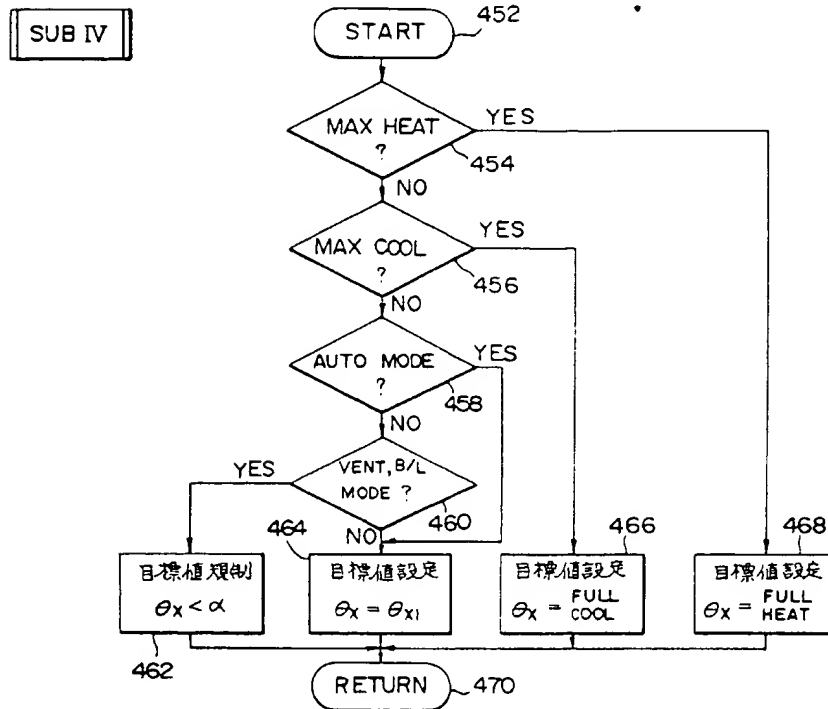 SUB IV
START
452
MAX HEAT
?
YES
454
NO
MAX COOL
?
YES
456
NO
AUTO MODE
?
YES
458
NO
VENT, B/L
MODE ?
YES
460
NO
464
466
468
目標値規制
θx < α
462
目標値設定
θx = θx1
目標値設定
θx = FULL
COOL
目標値設定
θx = FULL
HEAT
RETURN
470